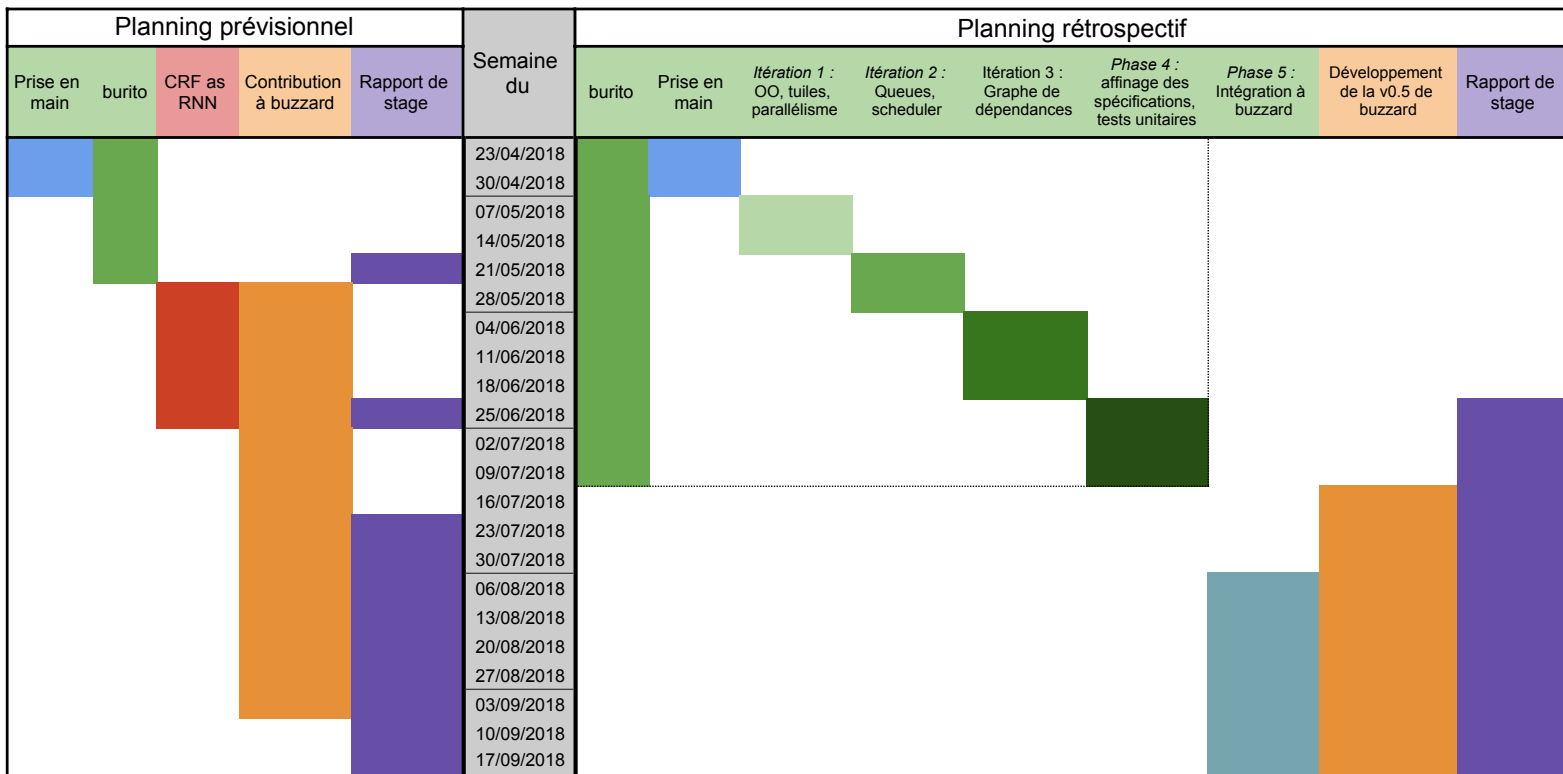 Planning prévisionnel
Semaine
du
Planning rétrospectif
Prise en
main
burito
CRF as
RNN
Contribution
à buzzard
Rapport de
stage
burito
Prise en
main
Itération 1 :
OO, tuiles,
parallélisme
Itération 2 :
Queues,
scheduler
Itération 3 :
Graphe de
dépendances
Phase 4 :
affinage des
spécifications,
tests unitaires
Phase 5 :
Intégration à
buzzard
Développement
de la v0.5 de
buzzard
Rapport de
stage
23/04/2018
30/04/2018
07/05/2018
14/05/2018
21/05/2018
28/05/2018
04/06/2018
11/06/2018
18/06/2018
25/06/2018
02/07/2018
09/07/2018
16/07/2018
23/07/2018
30/07/2018
06/08/2018
13/08/2018
20/08/2018
27/08/2018
03/09/2018
10/09/2018
17/09/2018